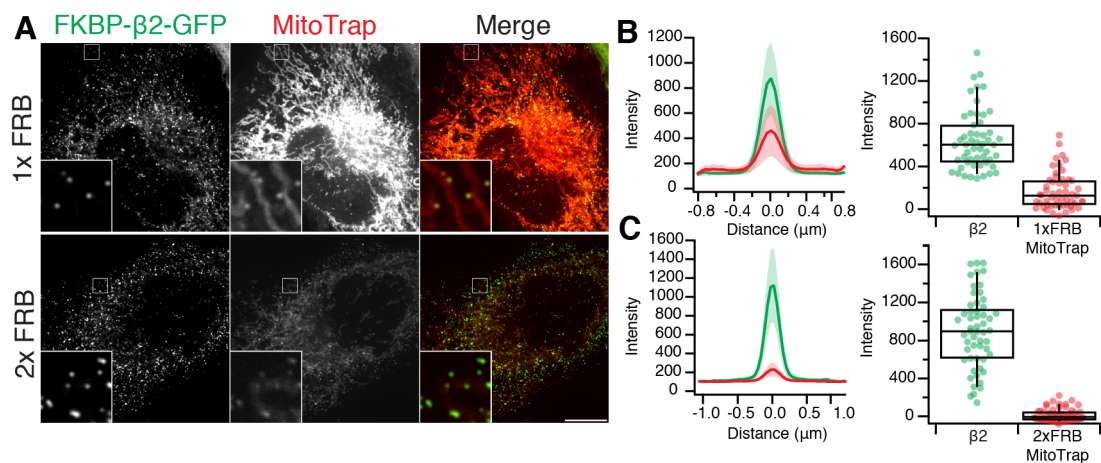 A
FKBP-β2-GFP
MitoTrap
Merge
1x FRB
2x FRB
B
1200
1000
800
600
400
200
0
Intensity
-0.8
-0.4
0.0
0.4
0.8
Distance (μm)
1600
1200
800
400
0
Intensity
β2
1xFRB
MitoTrap
C
1600
1400
1200
1000
800
600
400
200
0
Intensity
-1.0
-0.5
0.0
0.5
1.0
Distance (μm)
1600
1200
800
400
0
Intensity
β2
2xFRB
MitoTrap